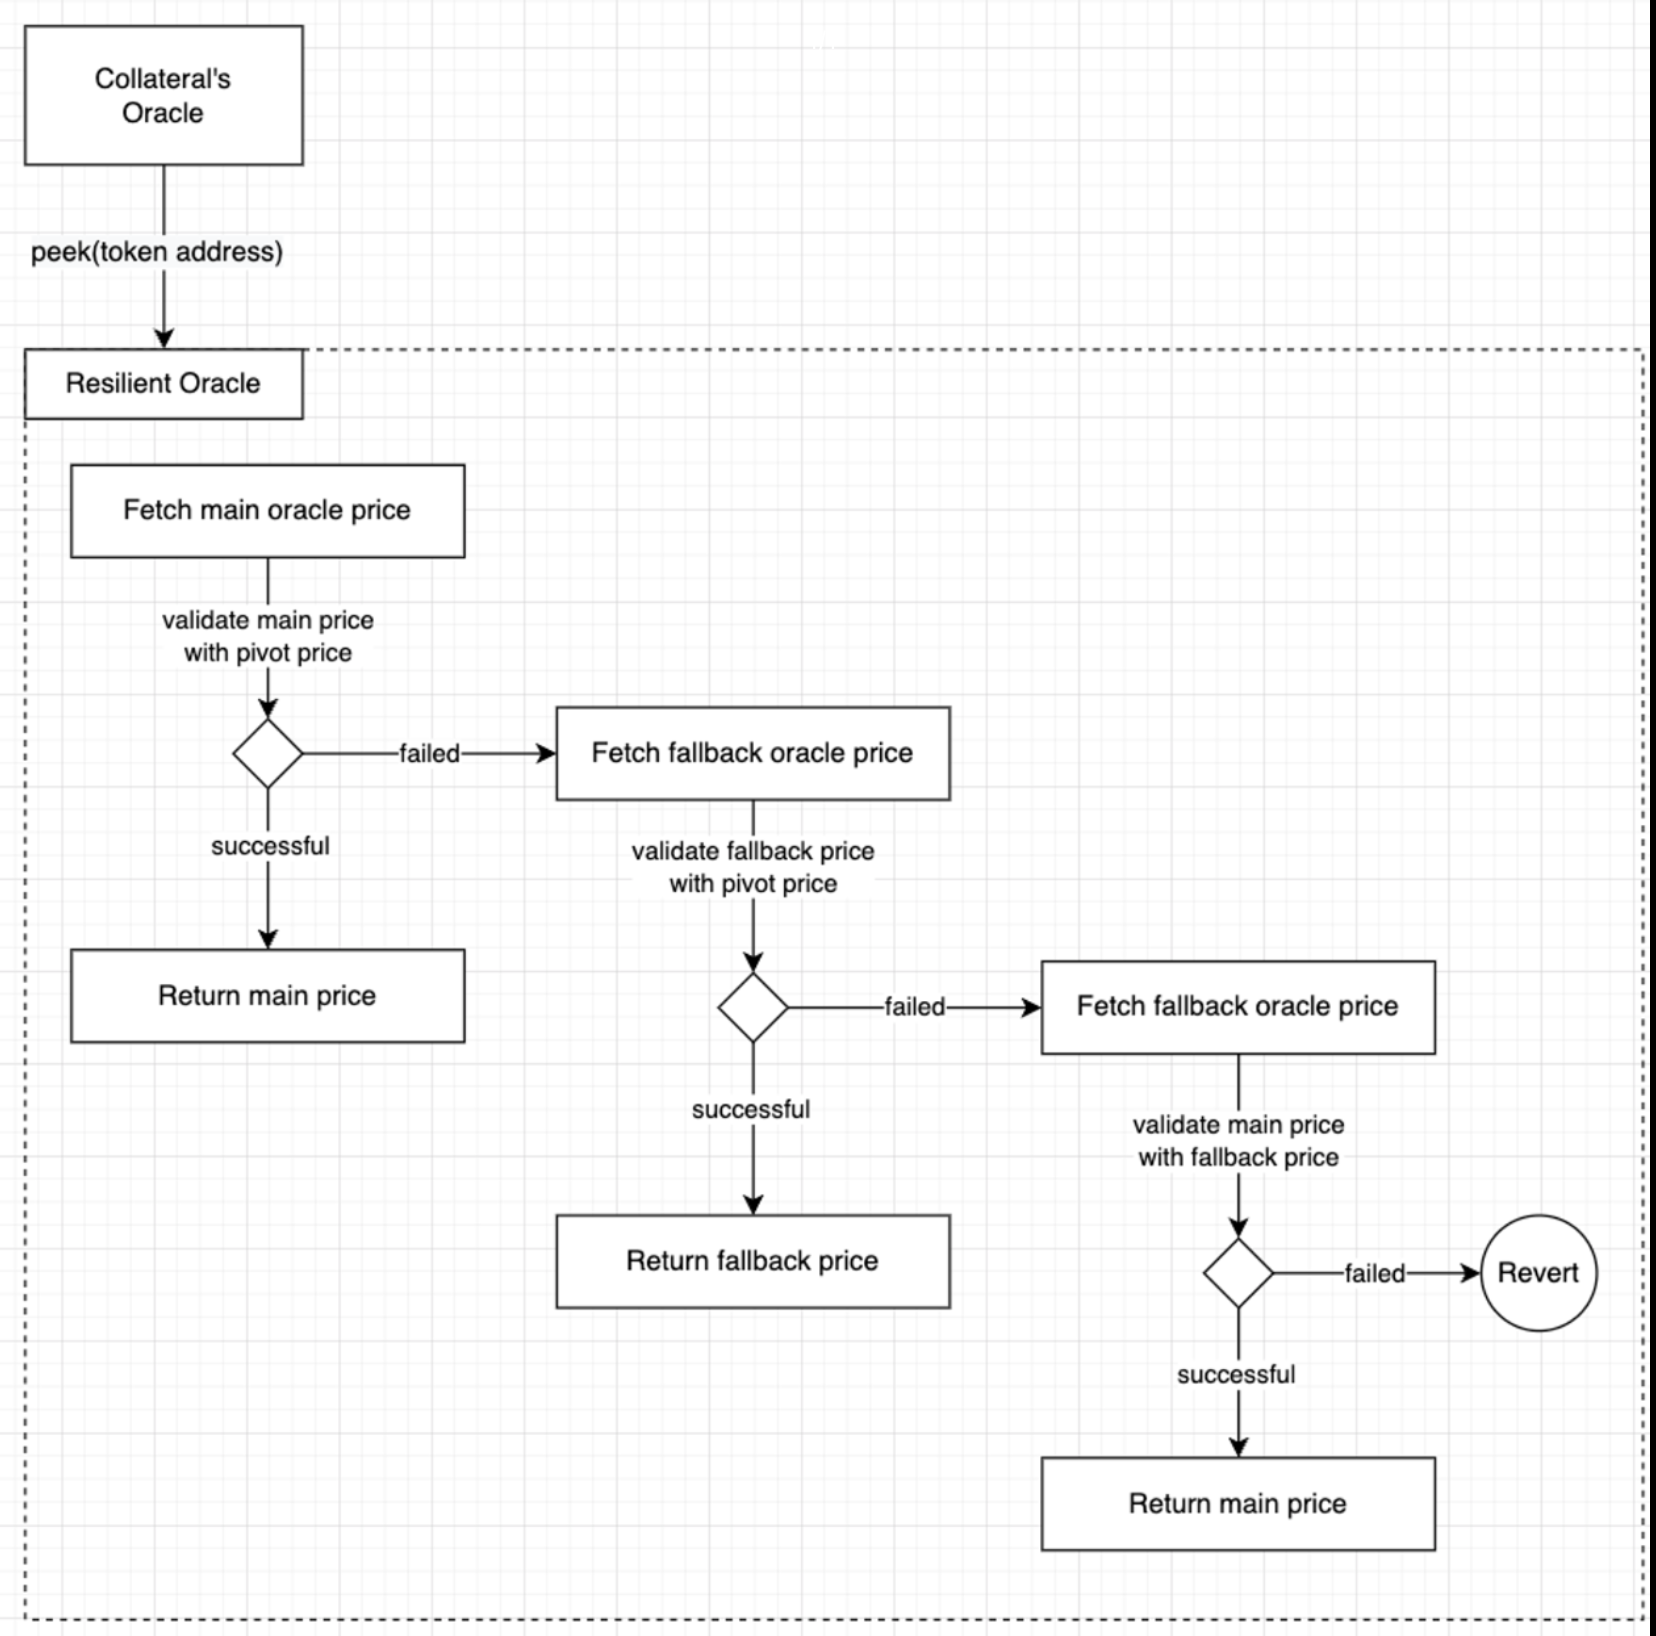 Collateral's
Oracle
peek(token address)
Resilient Oracle
Fetch main oracle price
validate main price
with pivot price
failed
Fetch fallback oracle price
successful
validate fallback price
with pivot price
Return main price
failed
Fetch fallback oracle price
successful
validate main price
with fallback price
Return fallback price
failed
Revert
successful
Return main price